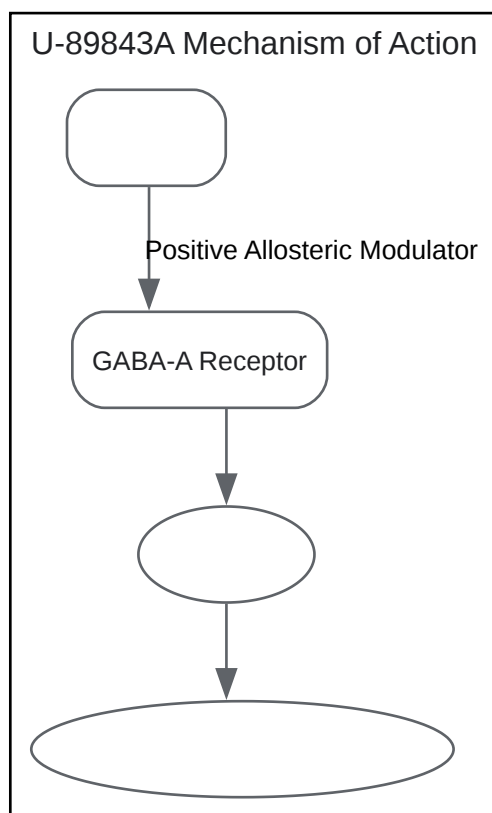 U-89843A Mechanism of Action
Positive Allosteric Modulator
GABA-A Receptor